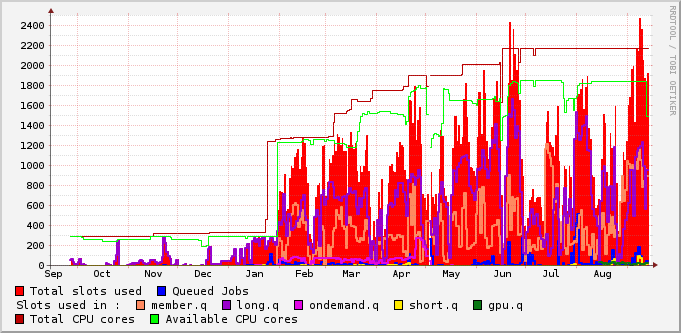 2400
2200
2000
1800
1600
1400
1200
1000
800
600
400
200
0
Sep Oct Nov Dec Jan Feb Mar Apr May Jun Jul Aug
RRDTOOL / TOBI OETIKER
Total slots used Queued Jobs
Slots used in : member.q long.q ondemand.q short.q gpu.q
Total CPU cores Available CPU cores